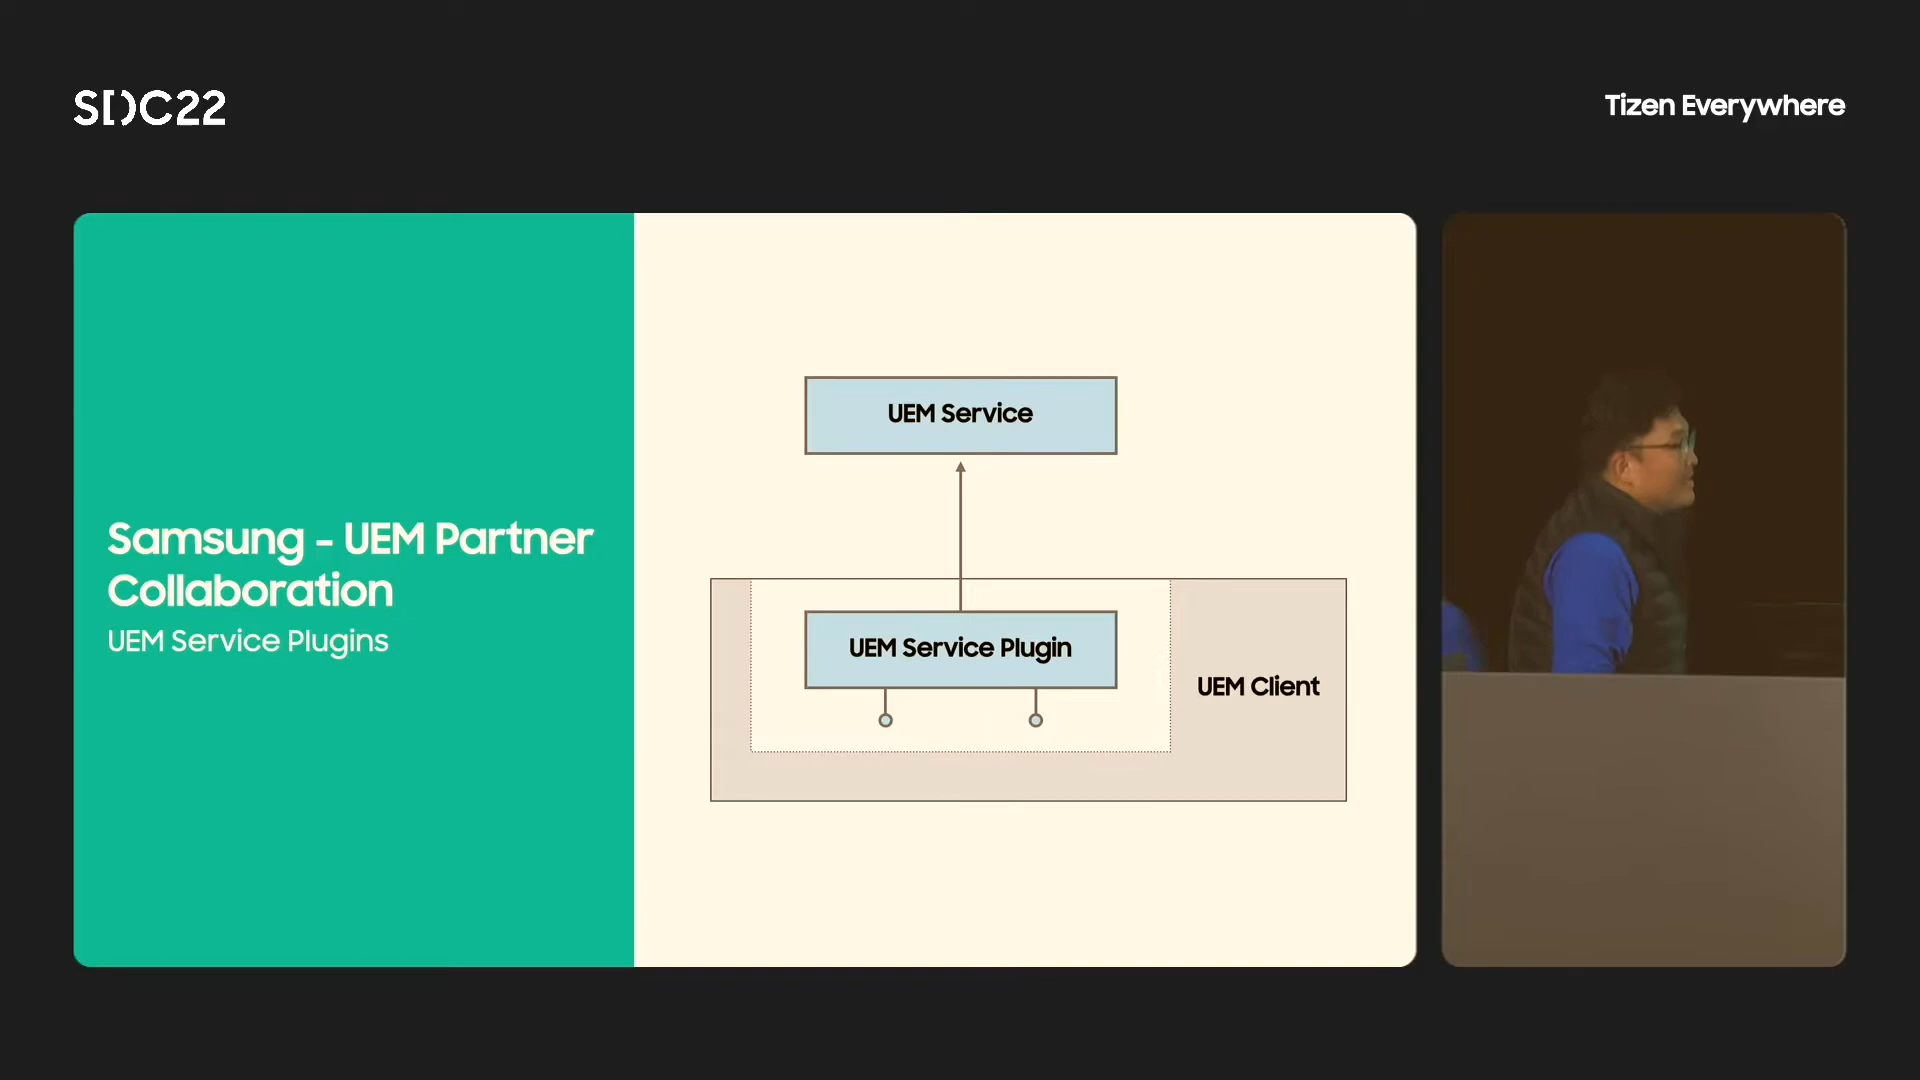 SDC22
Tizen Everywhere
Samsung - UEM Partner
Collaboration
UEM Service Plugins
UEM Service
UEM Service Plugin
UEM Client